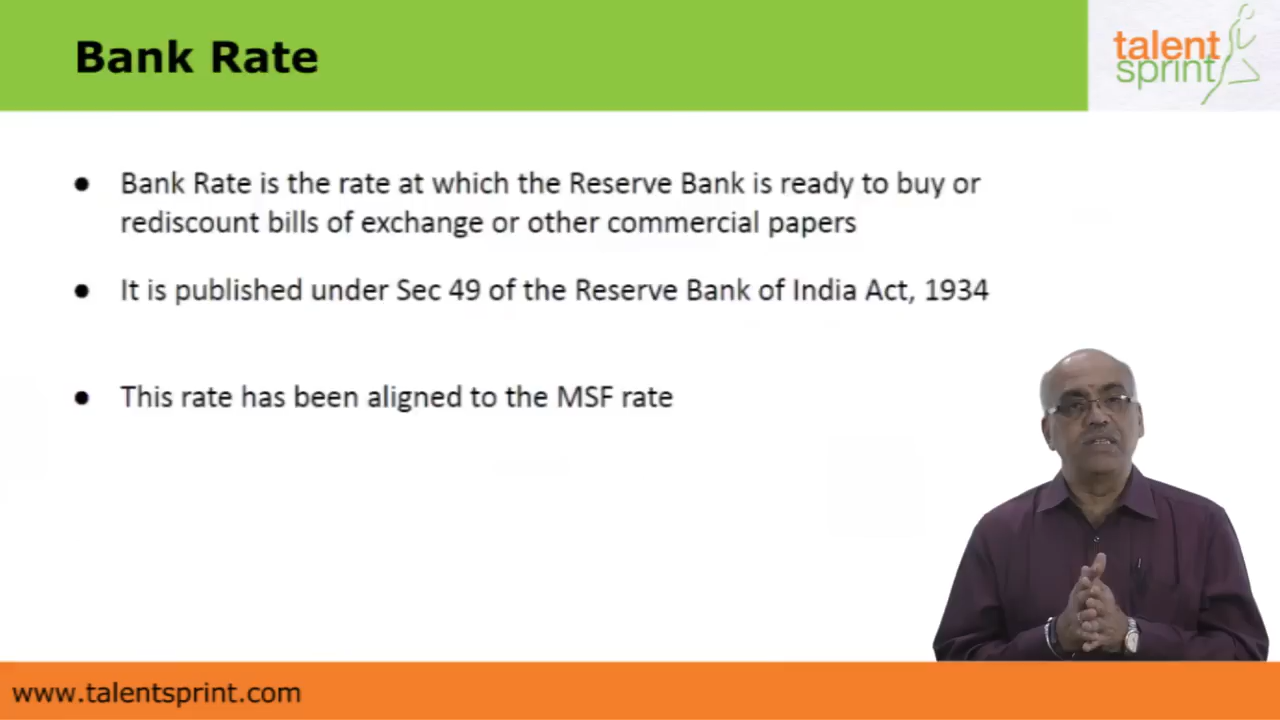 Bank Rate
talent
sprint
● Bank Rate is the rate at which the Reserve Bank is ready to buy or
rediscount bills of exchange or other commercial papers
● It is published under Sec 49 of the Reserve Bank of India Act, 1934
● This rate has been aligned to the MSF rate
www.talentsprint.com